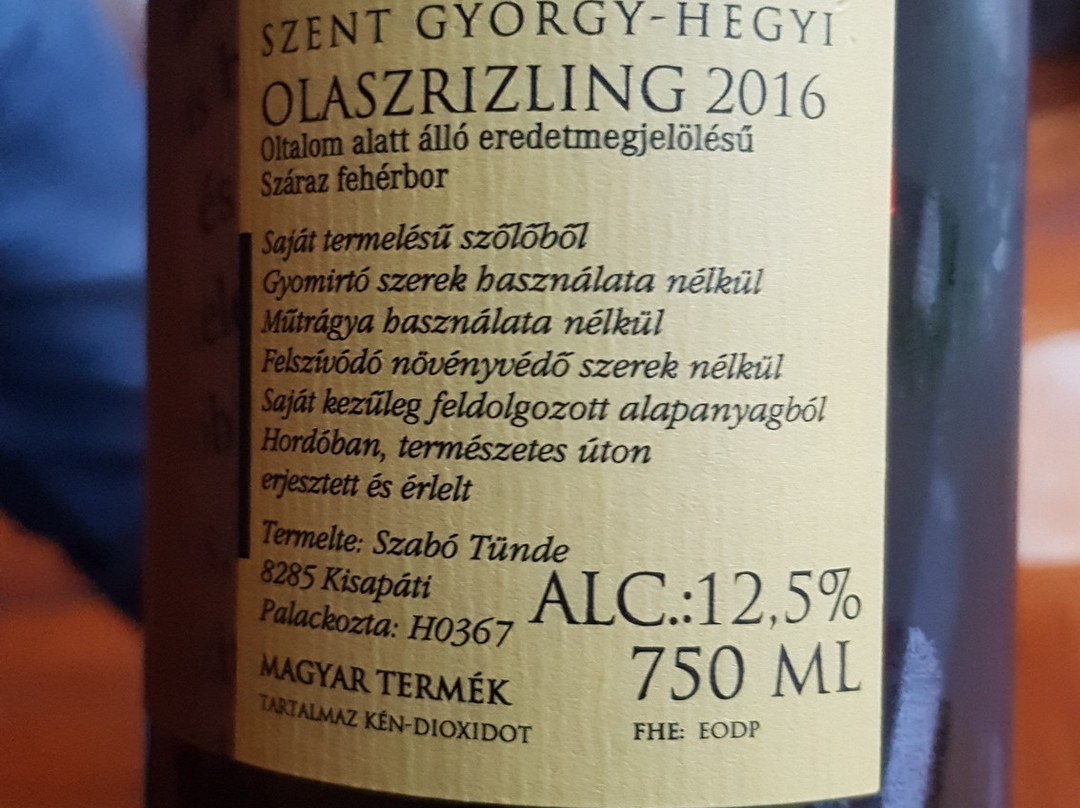 SZENT GYÖRGY-HEGYI
OLASZRIZLING 2016
Oltalom alatt álló eredetmegjelölésű
Száraz fehérbor
Saját termelésű szőlőből
Gyomirtó szerek használata nélkül
Műtrágya használata nélkül
Felszívódó növényvédő szerek nélkül
Saját kezűleg feldolgozott alapanyagból
Hordóban, természetes úton
erjesztett és érlelt
Termelte: Szabó Tünde
8285 Kisapáti
Palackozta: H0367
ALC.:12,5%
750 ML
MAGYAR TERMÉK
TARTALMAZ KÉN-DIOXIDOT
FHE: EODP